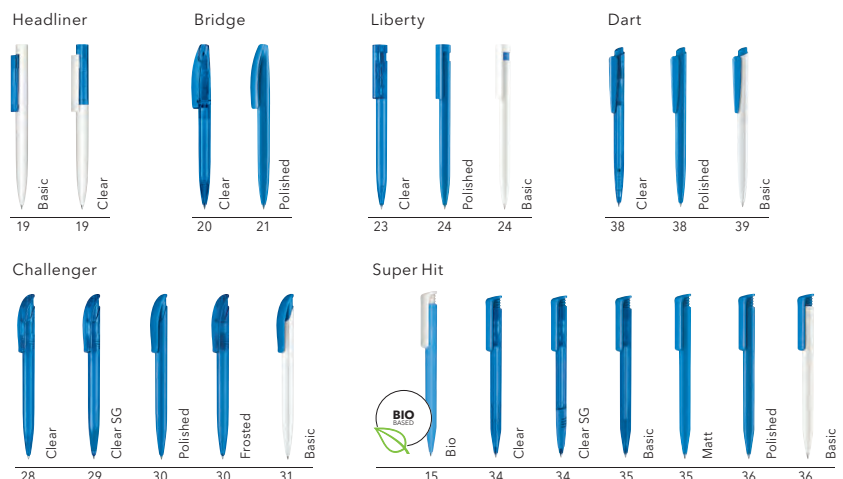 Headliner
Basic
Clear
19
19
Bridge
Clear
Polished
20
21
Liberty
Clear
Polished
Basic
23
24
24
Dart
Clear
Polished
Basic
38
38
39
Challenger
Clear
Clear SG
Polished
Frosted
Basic
28
29
30
30
31
Super Hit
BIO
BASED
Bio
Clear
Clear SG
Basic
Matt
Polished
Basic
15
34
34
35
35
36
36